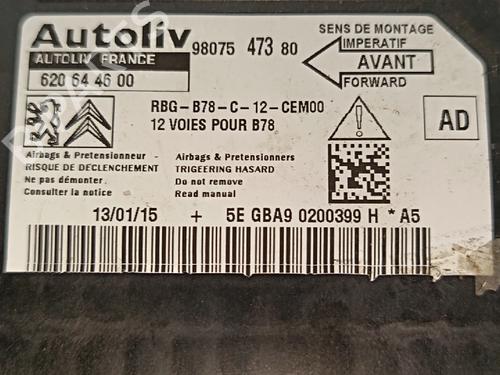 Autoliv
AUTOLIV FRANCE
620 64 46 00
98075 473 80
SENS DE MONTAGE
IMPERATIF
AVANT
FORWARD
RBG-B78-C-12-CEM00
12 VOIES POUR B78
AD
Airbags & Pretensionneur -
RISQUE DE DECLENCHEMENT
Ne pas démonter.
Consulter la notice
Airbags & Pretensionners
TRIGEERING HASARD
Do not remove
Read manual
13/01/15 + 5E GBA9 0200399 H * A5